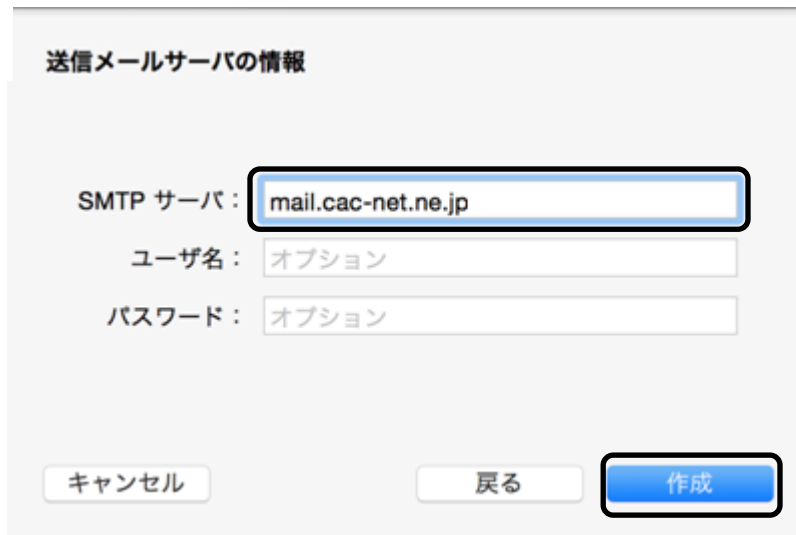 送信メールサーバの情報
SMTP サーバ： mail.cac-net.ne.jp
ユーザ名： オプション
パスワード： オプション
キャンセル 戻る 作成